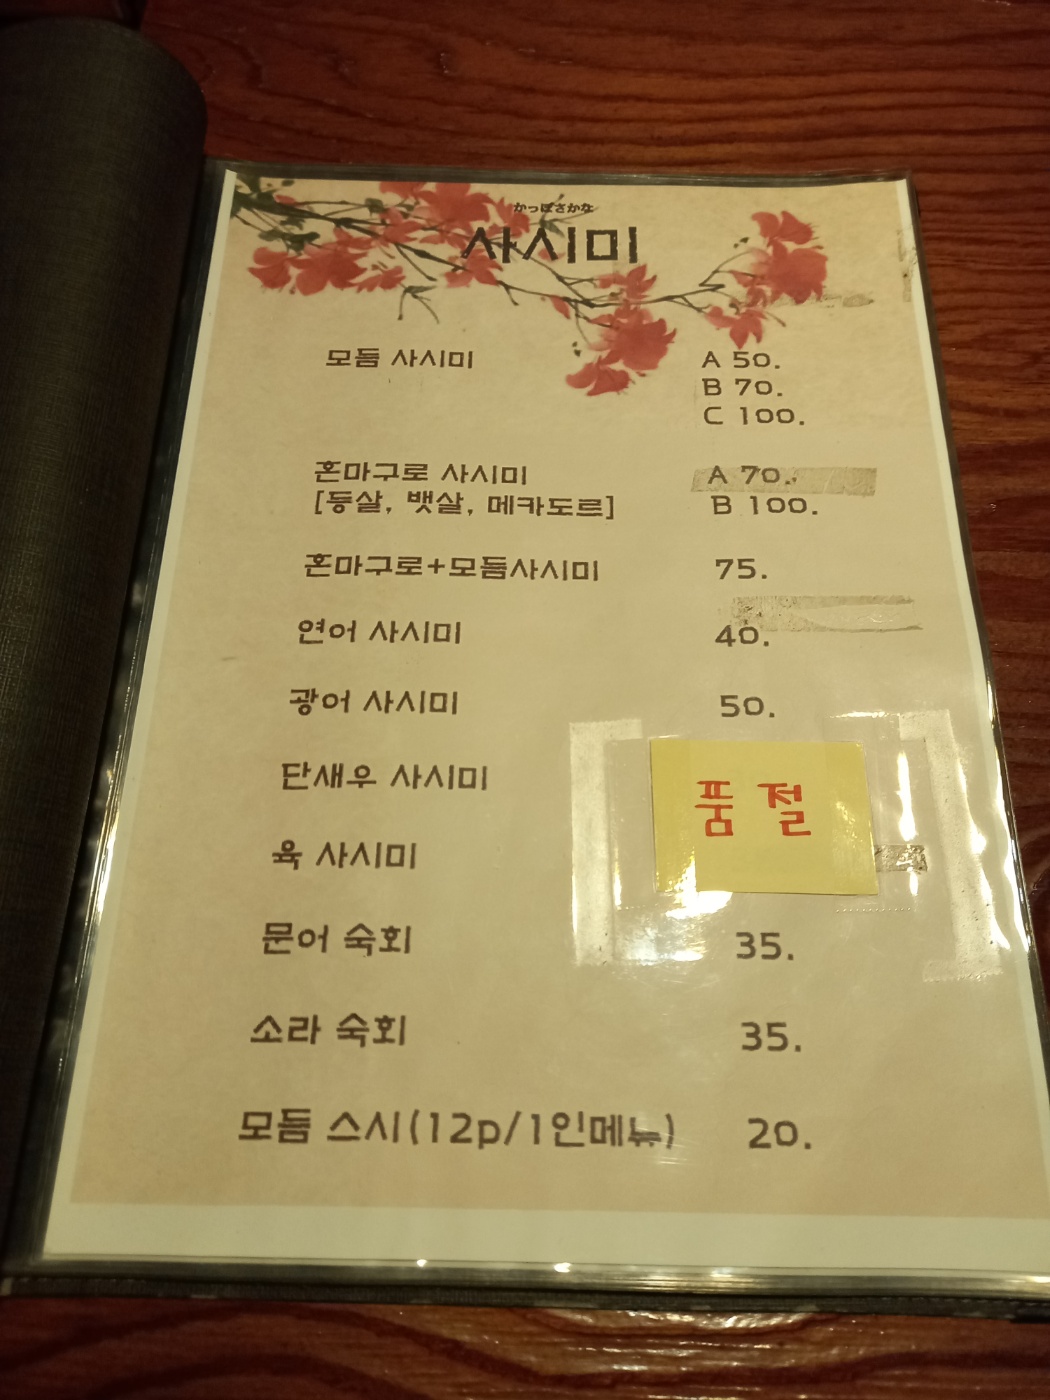 かっぽさかな
사시미
모듬 사시미 A 50.
B 70.
C 100.
혼마구로 사시미 A 70.
[등살, 뱃살, 메카도르] B 100.
혼마구로+모듬사시미 75.
연어 사시미 40.
광어 사시미 50.
단새우 사시미
품절
육 사시미
문어 숙회 35.
소라 숙회 35.
모듬 스시(12p/1인메뉴) 20.